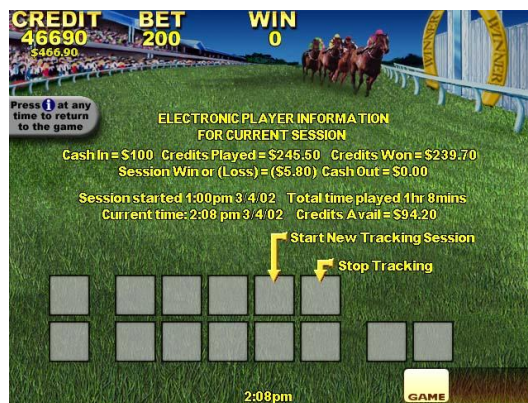 CREDIT BET WIN
46690 200 0
$466.90
WINNER
WINNER
Press i at any
time to return
to the game
ELECTRONIC PLAYER INFORMATION
FOR CURRENT SESSION
Cash In = $100 Credits Played = $245.50 Credits Won = $239.70
Session Win or (Loss) = ($5.80) Cash Out = $0.00
Session started 1:00pm 3/4/02 Total time played 1hr 8mins
Current time: 2:08 pm 3/4/02 Credits Avail = $94.20
Start New Tracking Session
Stop Tracking
2:08pm
GAME